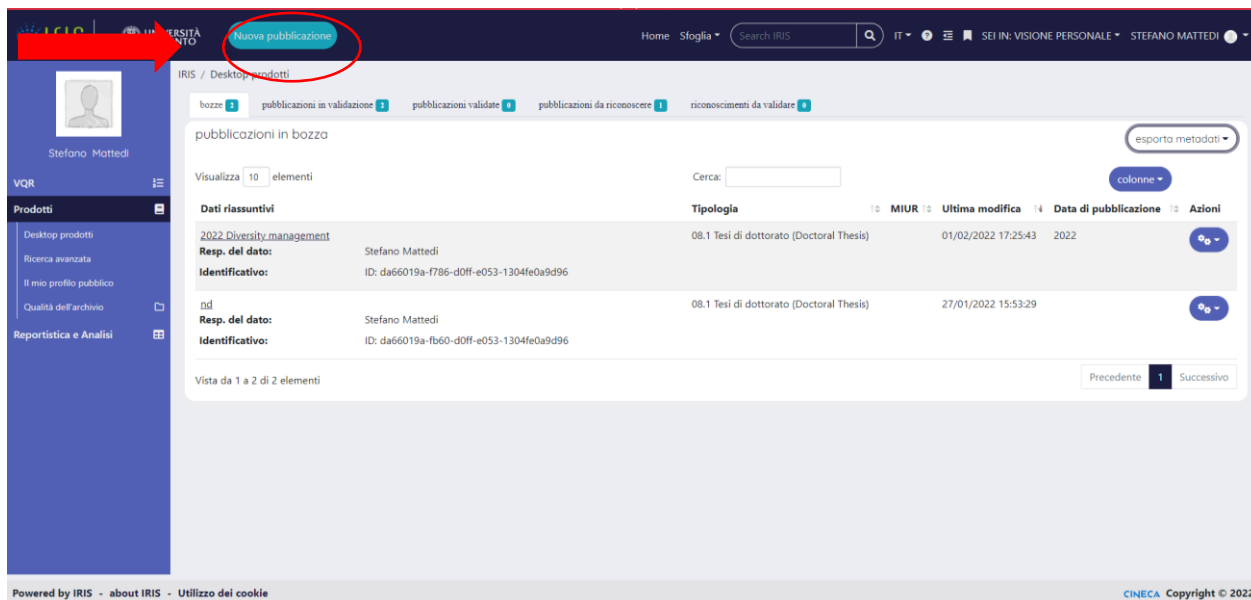 IRIS
UNIVERSITÀ
Nuova pubblicazione
Home Sfoglia Search IRIS IT SEI IN: VISIONE PERSONALE STEFANO MATTEDI
IRIS / Desktop prodotti
bozze 2 pubblicazioni in validazione 2 pubblicazioni validate 0 pubblicazioni da riconoscere 1 riconoscimenti da validare 0
pubblicazioni in bozza
esporta metadati
Stefano Mattedi
Visualizza 10 elementi
Cerca:
colonne
VQR
Prodotti
Desktop prodotti
Ricerca avanzata
Il mio profilo pubblico
Qualità dell'archivio
Reportistica e Analisi
Dati riassuntivi Tipologia MIUR Ultima modifica Data di pubblicazione Azioni
2022 Diversity management 08.1 Tesi di dottorato (Doctoral Thesis) 01/02/2022 17:25:43 2022
Resp. del dato: Stefano Mattedi
Identificativo: ID: da66019a-f786-d0ff-e053-1304fe0a9d96
nd 08.1 Tesi di dottorato (Doctoral Thesis) 27/01/2022 15:53:29
Resp. del dato: Stefano Mattedi
Identificativo: ID: da66019a-fb60-d0ff-e053-1304fe0a9d96
Vista da 1 a 2 di 2 elementi
Precedente 1 Successivo
Powered by IRIS - about IRIS - Utilizzo dei cookie
CINECA Copyright © 2022